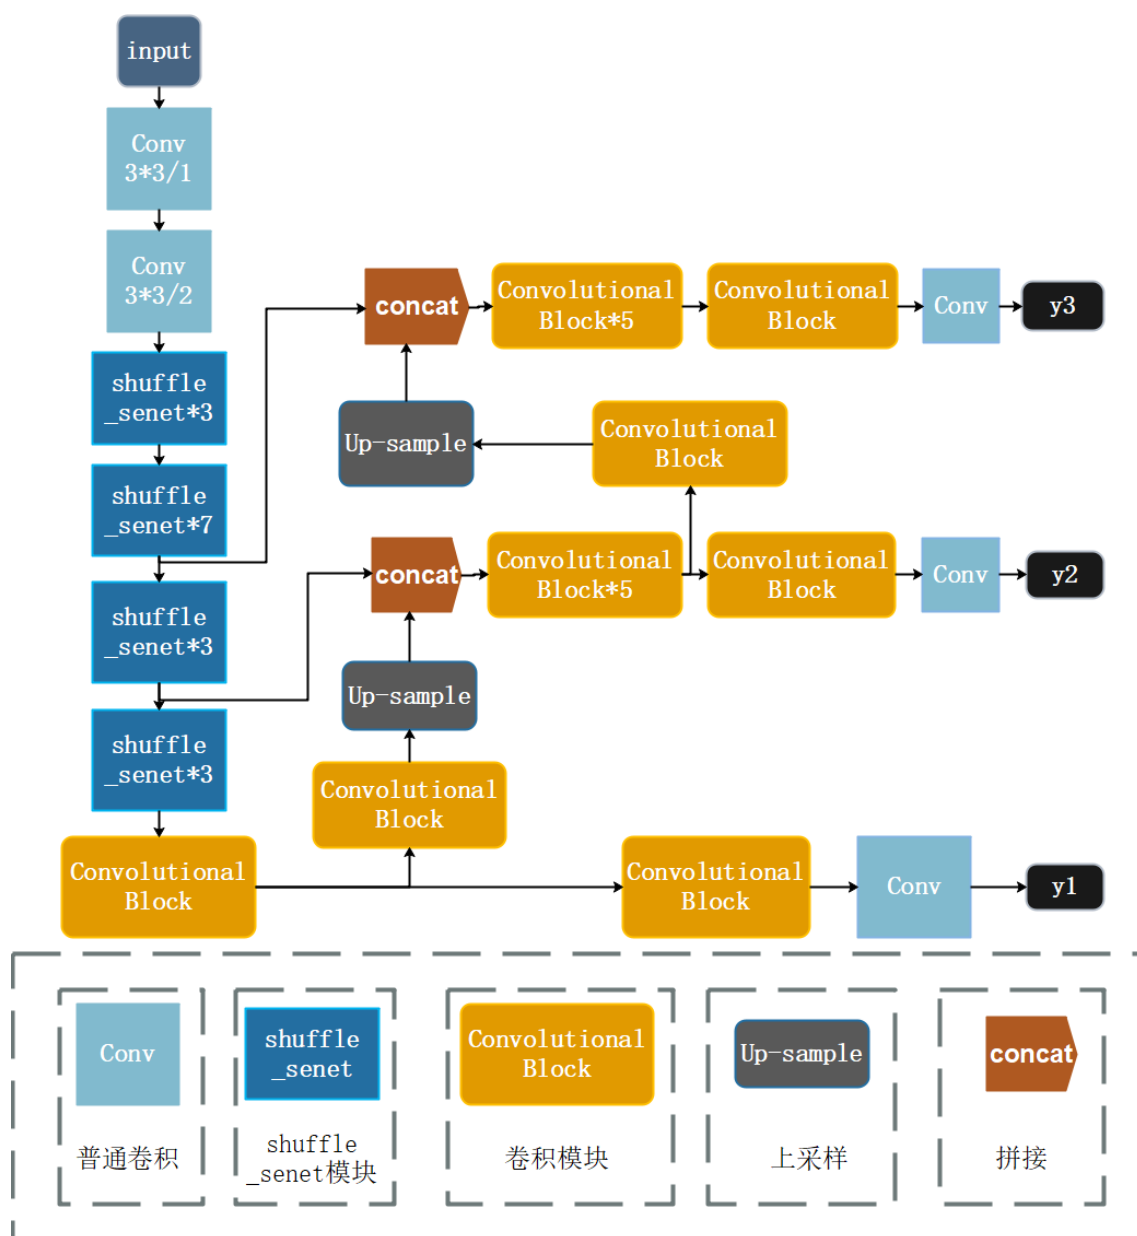 input
Conv
3*3/1
Conv
3*3/2
shuffle
_senet*3
shuffle
_senet*7
shuffle
_senet*3
shuffle
_senet*3
Convolutional
Block
concat
Convolutional
Block*5
Convolutional
Block
Conv
y3
Up-sample
Convolutional
Block
concat
Convolutional
Block*5
Convolutional
Block
Conv
y2
Up-sample
Convolutional
Block
Convolutional
Block
Conv
y1
Conv
普通卷积
shuffle
_senet
shuffle
_senet模块
Convolutional
Block
卷积模块
Up-sample
上采样
concat
拼接